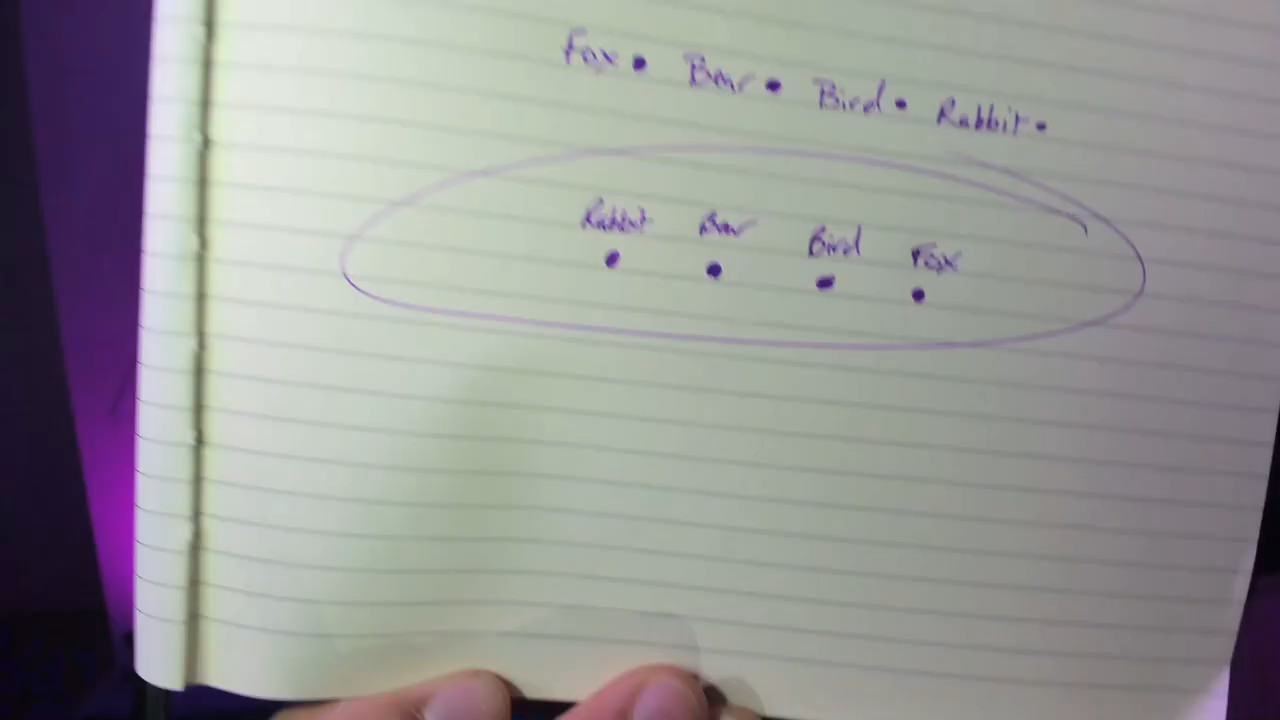 Fox • Bear • Bird • Rabbit •
Rabbit Bear Bird Fox